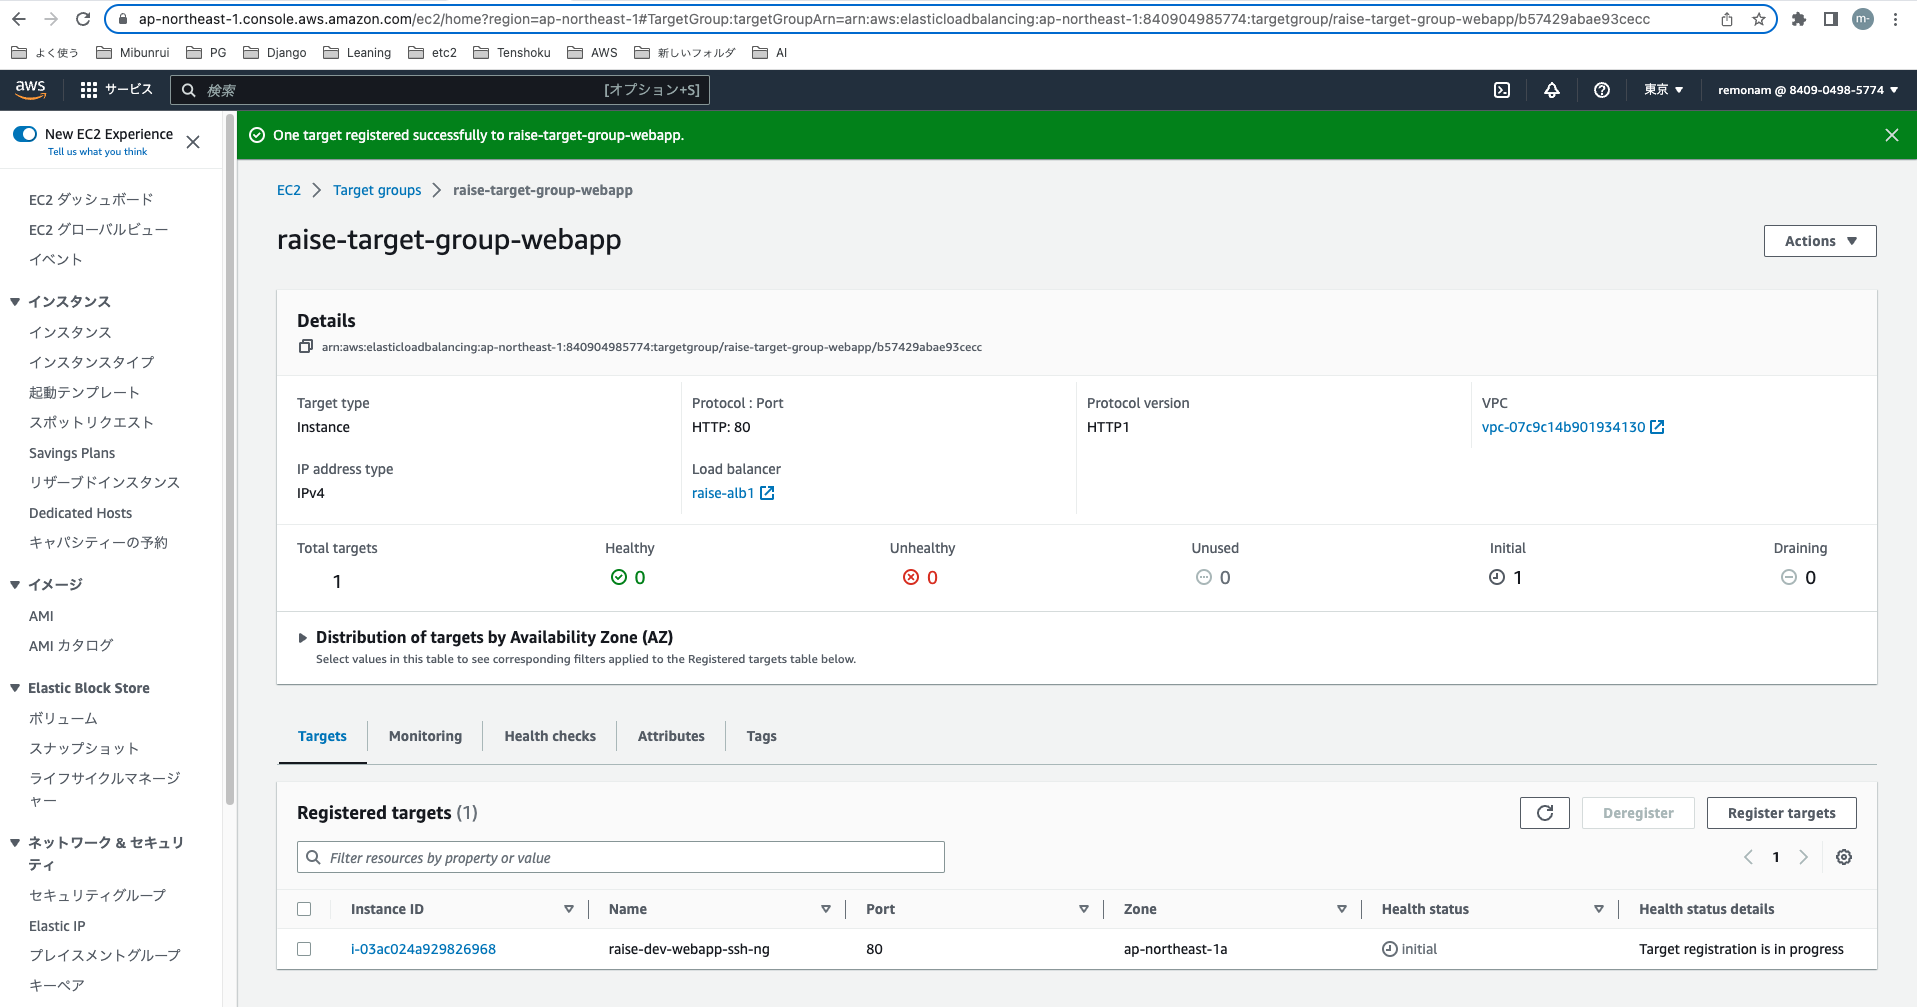 ap-northeast-1.console.aws.amazon.com/ec2/home?region=ap-northeast-1#TargetGroup:targetGroupArn=arn:aws:elasticloadbalancing:ap-northeast-1:840904985774:targetgroup/raise-target-group-webapp/b57429abae93cecc
m-
よく使う Mibunrui PG Django Leaning etc2 Tenshoku AWS 新しいフォルダ AI
aws サービス 検索 [オプション+S] 東京 remonam @ 8409-0498-5774
New EC2 Experience
Tell us what you think
EC2 ダッシュボード
EC2 グローバルビュー
イベント
インスタンス
インスタンス
インスタンスタイプ
起動テンプレート
スポットリクエスト
Savings Plans
リザーブドインスタンス
Dedicated Hosts
キャパシティーの予約
イメージ
AMI
AMI カタログ
Elastic Block Store
ボリューム
スナップショット
ライフサイクルマネージ
ャー
ネットワーク & セキュリ
ティ
セキュリティグループ
Elastic IP
プレイスメントグループ
キーペア
One target registered successfully to raise-target-group-webapp.
EC2 Target groups raise-target-group-webapp
raise-target-group-webapp
Actions
Details
arn:aws:elasticloadbalancing:ap-northeast-1:840904985774:targetgroup/raise-target-group-webapp/b57429abae93cecc
Target type Protocol : Port Protocol version VPC
Instance HTTP: 80 HTTP1 vpc-07c9c14b901934130
IP address type Load balancer
IPv4 raise-alb1
Total targets Healthy Unhealthy Unused Initial Draining
1 0 0 0 1 0
Distribution of targets by Availability Zone (AZ)
Select values in this table to see corresponding filters applied to the Registered targets table below.
Targets Monitoring Health checks Attributes Tags
Registered targets (1) Deregister Register targets
Filter resources by property or value 1
Instance ID Name Port Zone Health status Health status details
i-03ac024a929826968 raise-dev-webapp-ssh-ng 80 ap-northeast-1a initial Target registration is in progress